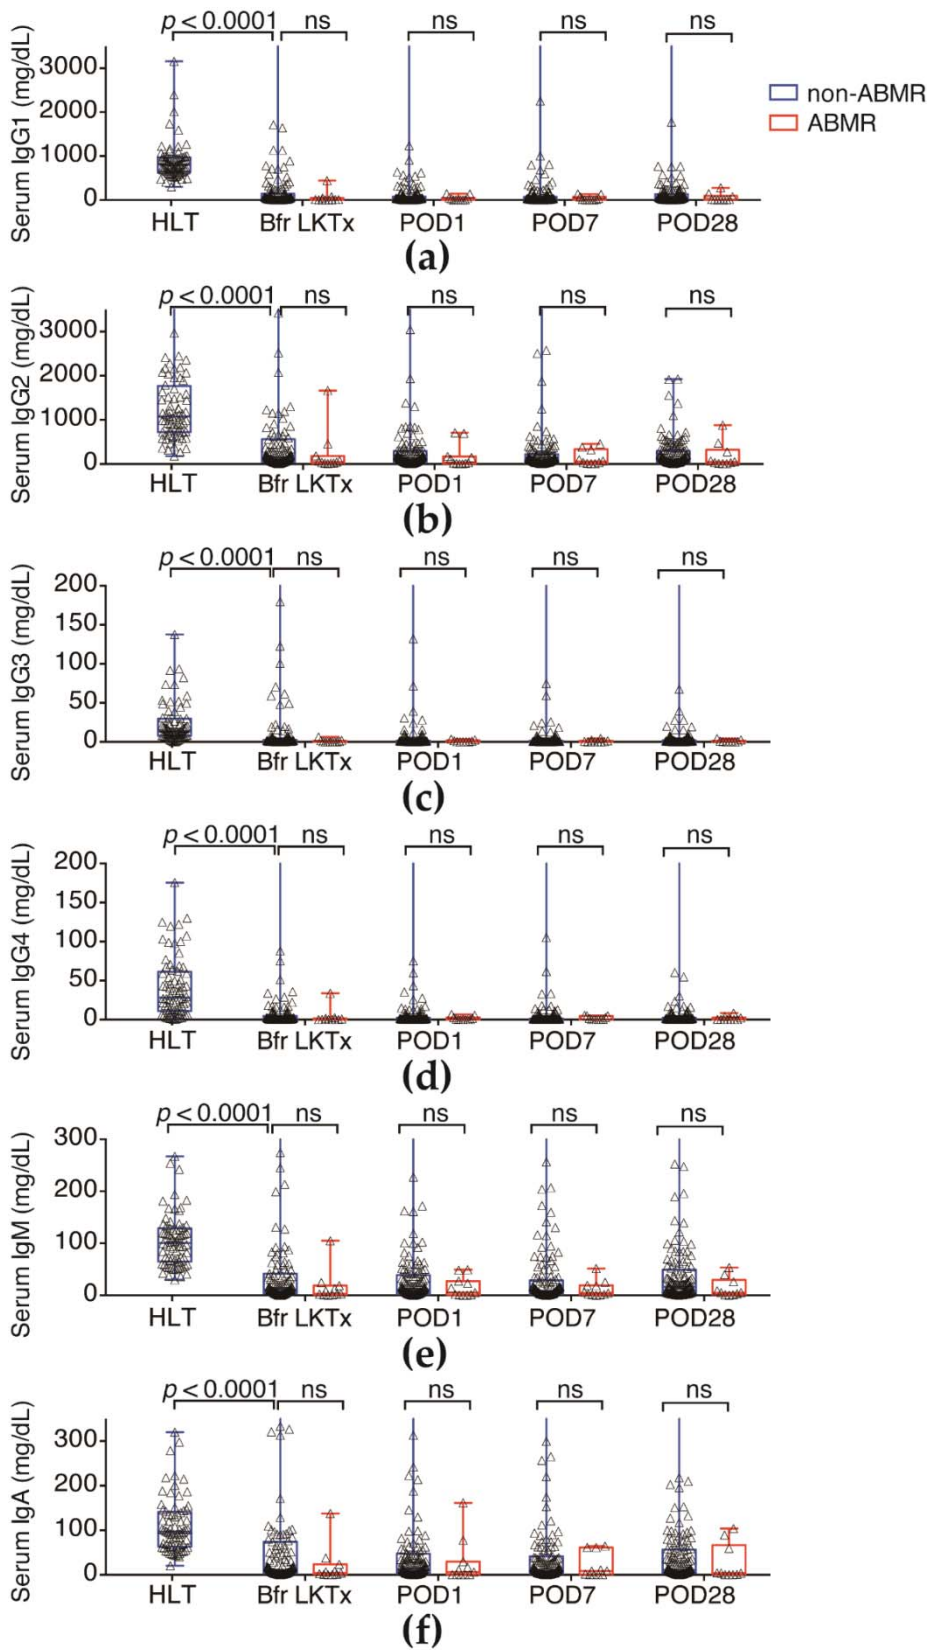 p < 0.0001 ns ns ns ns
Serum IgG1 (mg/dL)
3000
2000
1000
0
non-ABMR
ABMR
HLT Bfr LKTx POD1 POD7 POD28
(a)
p < 0.0001 ns ns ns ns
Serum IgG2 (mg/dL)
3000
2000
1000
0
HLT Bfr LKTx POD1 POD7 POD28
(b)
p < 0.0001 ns ns ns ns
Serum IgG3 (mg/dL)
200
150
100
50
0
HLT Bfr LKTx POD1 POD7 POD28
(c)
p < 0.0001 ns ns ns ns
Serum IgG4 (mg/dL)
200
150
100
50
0
HLT Bfr LKTx POD1 POD7 POD28
(d)
p < 0.0001 ns ns ns ns
Serum IgM (mg/dL)
300
200
100
0
HLT Bfr LKTx POD1 POD7 POD28
(e)
p < 0.0001 ns ns ns ns
Serum IgA (mg/dL)
300
200
100
0
HLT Bfr LKTx POD1 POD7 POD28
(f)